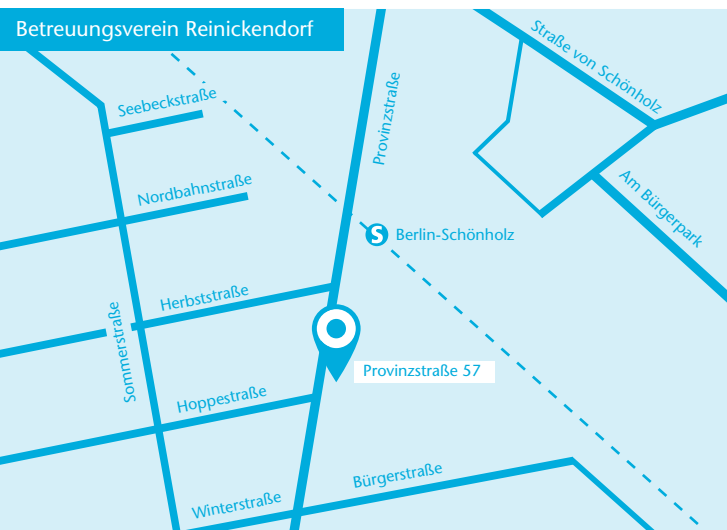 Betreuungsverein Reinickendorf
Straße von Schönholz
Seebeckstraße
Provinzstraße
Nordbahnstraße
Am Bürgerpark
S
Berlin-Schönholz
Herbststraße
Sommerstraße
Provinzstraße 57
Hoppestraße
Bürgerstraße
Winterstraße